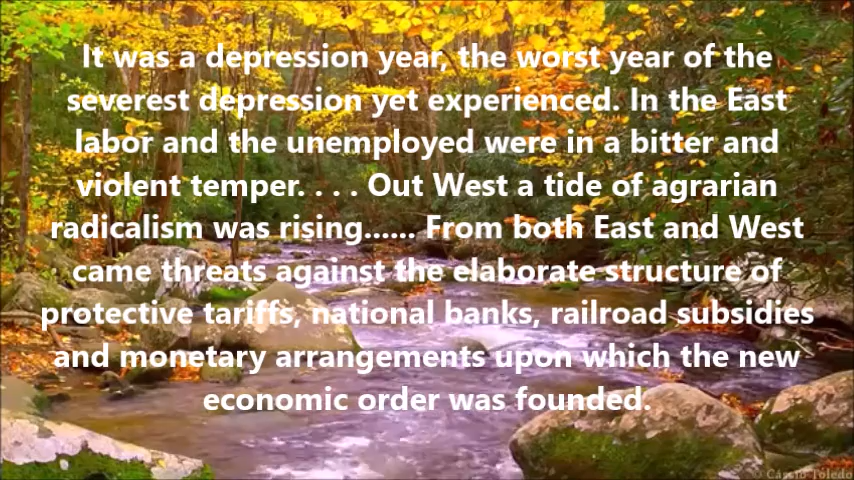 It was a depression year, the worst year of the
severest depression yet experienced. In the East
labor and the unemployed were in a bitter and
violent temper. . . . Out West a tide of agrarian
radicalism was rising...... From both East and West
came threats against the elaborate structure of
protective tariffs, national banks, railroad subsidies
and monetary arrangements upon which the new
economic order was founded.
© Cássio Toledo